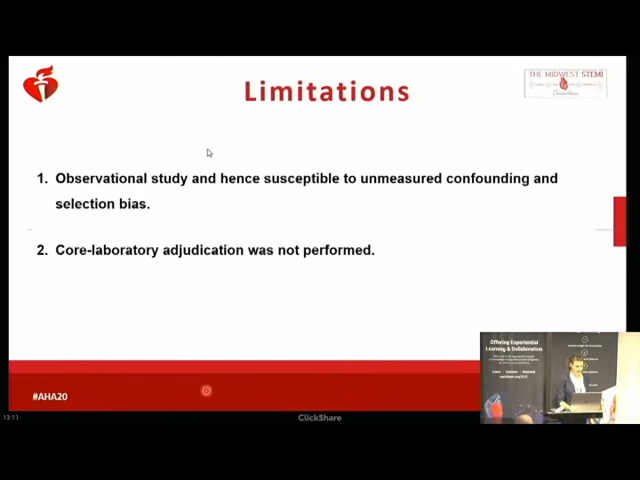 Limitations
THE MIDWEST STEMI
Consortium
1. Observational study and hence susceptible to unmeasured confounding and
selection bias.
2. Core-laboratory adjudication was not performed.
Offering Experiential
Learning & Collaboration
#AHA20
13:11
ClickShare